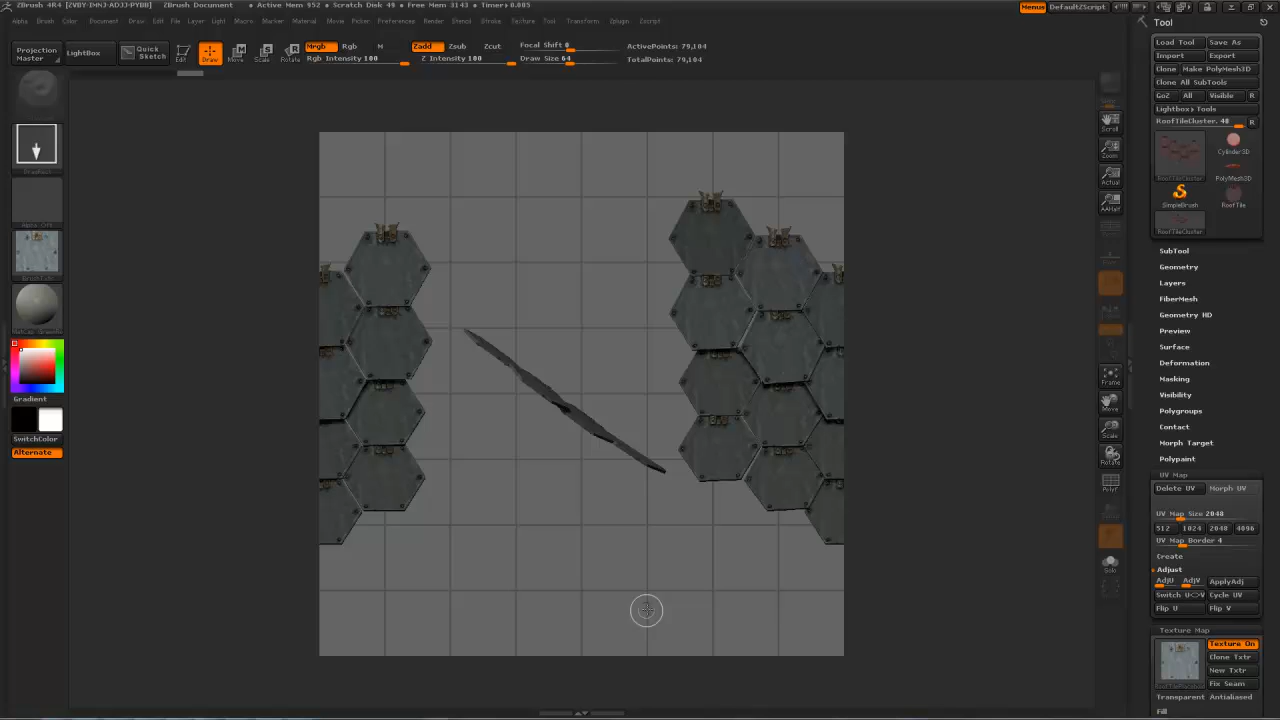 ZBrush 4R4 ZBrush Document • Active Mem 952 • Scratch Disk 49 • Free Mem 3143 • Timer▸0.005
Menus DefaultZScript
Alpha Color Document Draw Edit File Layer Light Macro Marker Material Movie Picker Preferences Render Stencil Stroke Texture Tool Transform Zplugin Zscript
Projection Master
LightBox
Quick Sketch
Edit
Draw
Move
Scale
Rotate
Mrgb Rgb M
Rgb Intensity 100
Zadd Zsub Zcut
Z Intensity 100
Focal Shift 0
Draw Size 64
ActivePoints: 79,104
TotalPoints: 79,104
Gradient
SwitchColor
Alternate
Scroll
Zoom
Actual
AAHalf
Frame
Move
Scale
Rotate
PolyF
Solo
Tool
Load Tool Save As
Import Export
Clone Make PolyMesh3D
Clone All SubTools
GoZ All Visible R
Lightbox▸Tools
RoofTileCluster. 48 R
RoofTileCluster
Cylinder3D
PolyMesh3D
SimpleBrush
RoofTile
RoofTileCluster
SubTool
Geometry
Layers
FiberMesh
Geometry HD
Preview
Surface
Deformation
Masking
Visibility
Polygroups
Contact
Morph Target
Polypaint
UV Map
Delete UV Morph UV
UV Map Size 2048
512 1024 2048 4096
UV Map Border 4
Create
Adjust
AdjU AdjV ApplyAdj
Switch U<>V Cycle UV
Flip U Flip V
Texture Map
Texture On
Clone Txtr
New Txtr
Fix Seam
Transparent Antialiased
Fill